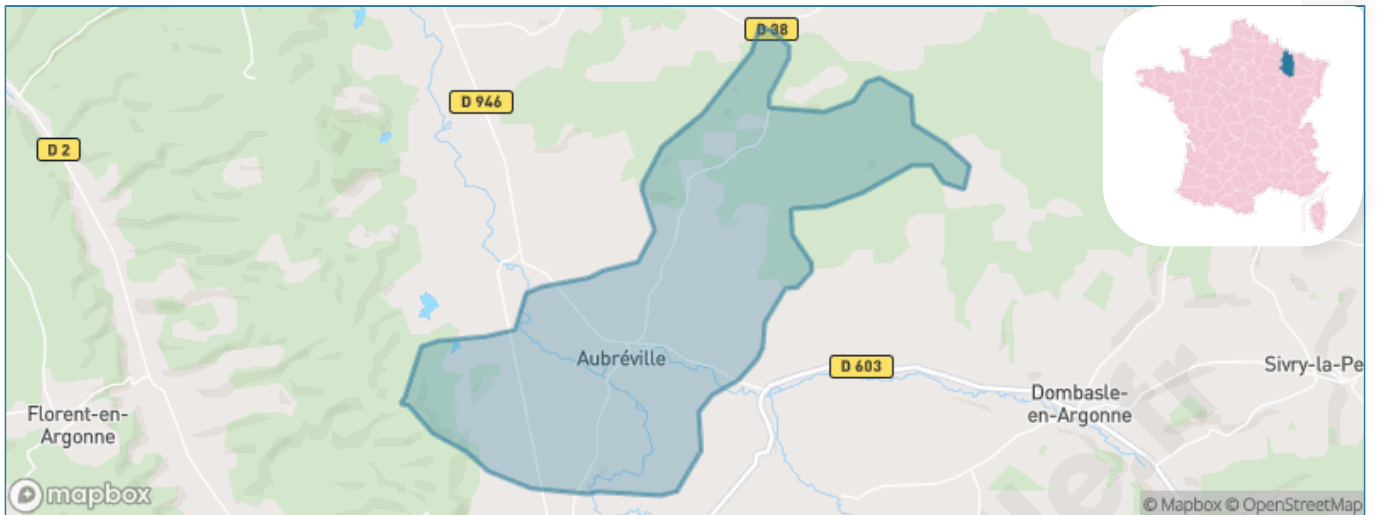 D 38
D 946
D 2
Aubréville
D 603
Sivry-la-Pe
Dombasle-
en-Argonne
Florent-en-
Argonne
mapbox
© Mapbox © OpenStreetMap